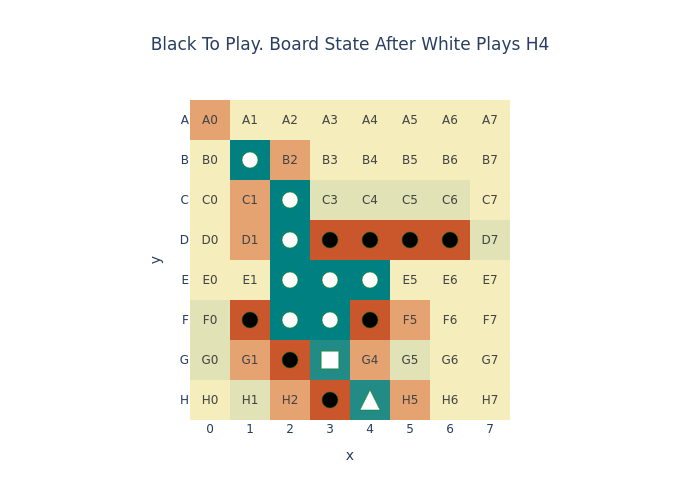 Black To Play. Board State After White Plays H4
A A0 A1 A2 A3 A4 A5 A6 A7
B B0 B2 B3 B4 B5 B6 B7
C C0 C1 C3 C4 C5 C6 C7
D D0 D1 D7
y
E E0 E1 E5 E6 E7
F F0 F5 F6 F7
G G0 G1 G4 G5 G6 G7
H H0 H1 H2 H5 H6 H7
0 1 2 3 4 5 6 7
x